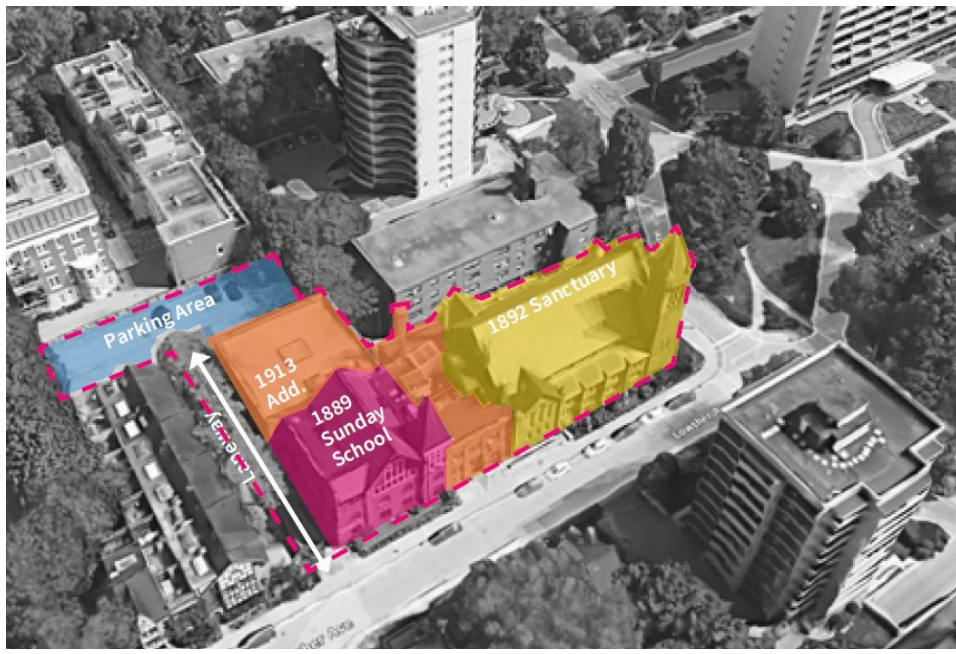 Parking Area
1892 Sanctuary
1913
Add.
1889
Sunday
School
Laneway